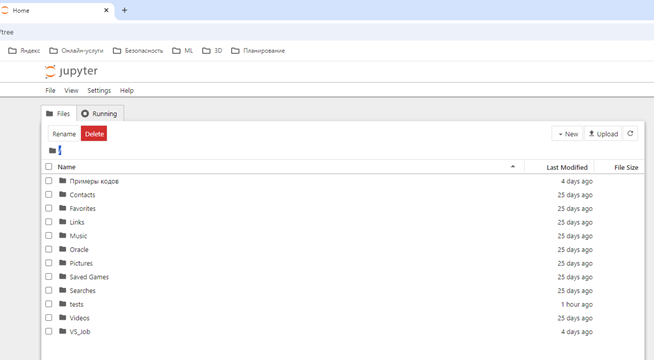 Home
/tree
Яндекс Онлайн-услуги Безопасность ML 3D Планирование
jupyter
File View Settings Help
Files Running
Rename Delete New Upload
/
Name Last Modified File Size
Примеры кодов 4 days ago
Contacts 25 days ago
Favorites 25 days ago
Links 25 days ago
Music 25 days ago
Oracle 25 days ago
Pictures 25 days ago
Saved Games 25 days ago
Searches 25 days ago
tests 1 hour ago
Videos 25 days ago
VS_Job 4 days ago